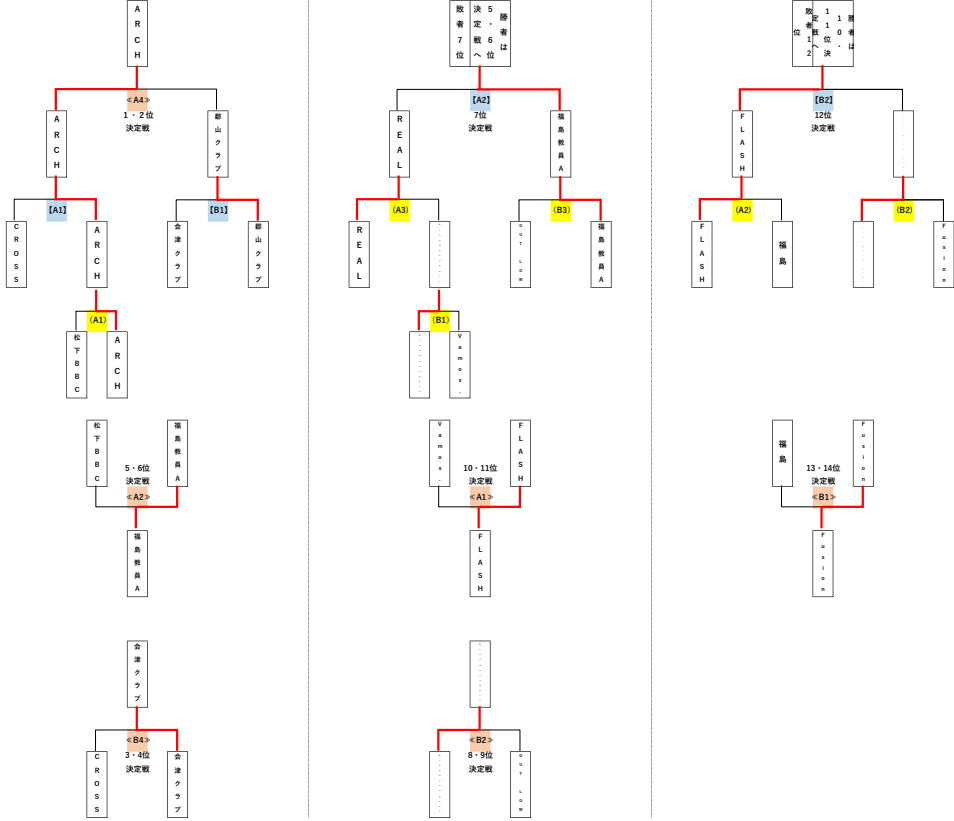 ARCH
《A4》
1・2位
決定戦
ARCH
郡山クラブ
【A1】
【B1】
CROSS
ARCH
会津クラブ
郡山クラブ
(A1)
松下BBC
ARCH
松下BBC
福島教員A
5・6位
決定戦
《A2》
福島教員A
会津クラブ
《B4》
3・4位
決定戦
CROSS
会津クラブ
勝者は
5・6位
決定戦へ
敗者7位
【A2】
7位
決定戦
REAL
福島教員A
(A3)
(B3)
REAL
OUT LOW
福島教員A
(B1)
Vamos.
Vamos.
FLASH
10・11位
決定戦
《A1》
FLASH
《B2》
8・9位
決定戦
OUT LOW
勝者は
10・
11位決
定戦へ
敗者12
位
【B2】
12位
決定戦
FLASH
(A2)
(B2)
FLASH
福島
Fusion
福島
Fusion
13・14位
決定戦
《B1》
Fusion